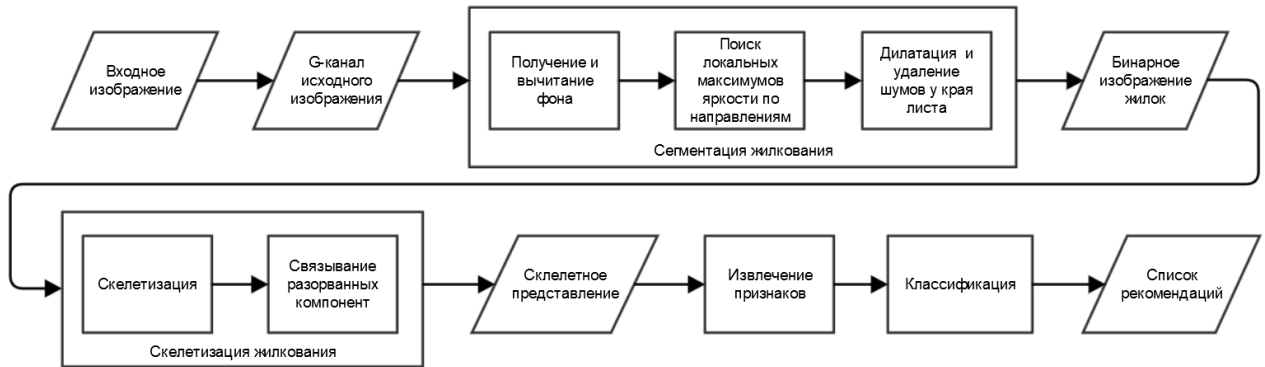 Входное
изображение
G-канал
исходного
изображения
Получение и
вычитание
фона
Поиск
локальных
максимумов
яркости по
направлениям
Дилатация и
удаление
шумов у края
листа
Сегментация жилкования
Бинарное
изображение
жилок
Скелетизация
Связывание
разорванных
компонент
Скелетизация жилкования
Склелетное
представление
Извлечение
признаков
Классификация
Список
рекомендаций